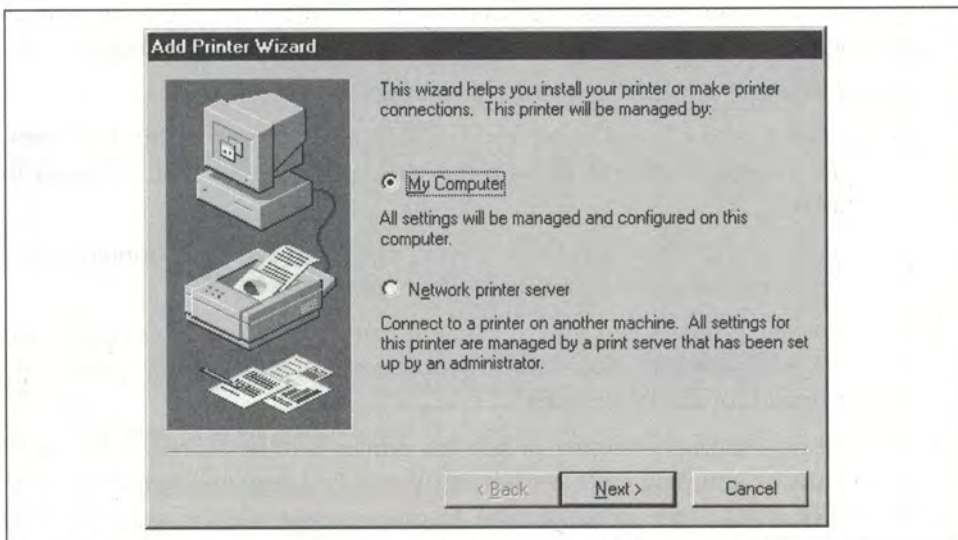 Add Printer Wizard
This wizard helps you install your printer or make printer
connections. This printer will be managed by:
My Computer
All settings will be managed and configured on this
computer.
Network printer server
Connect to a printer on another machine. All settings for
this printer are managed by a print server that has been set
up by an administrator.
< Back
Next >
Cancel